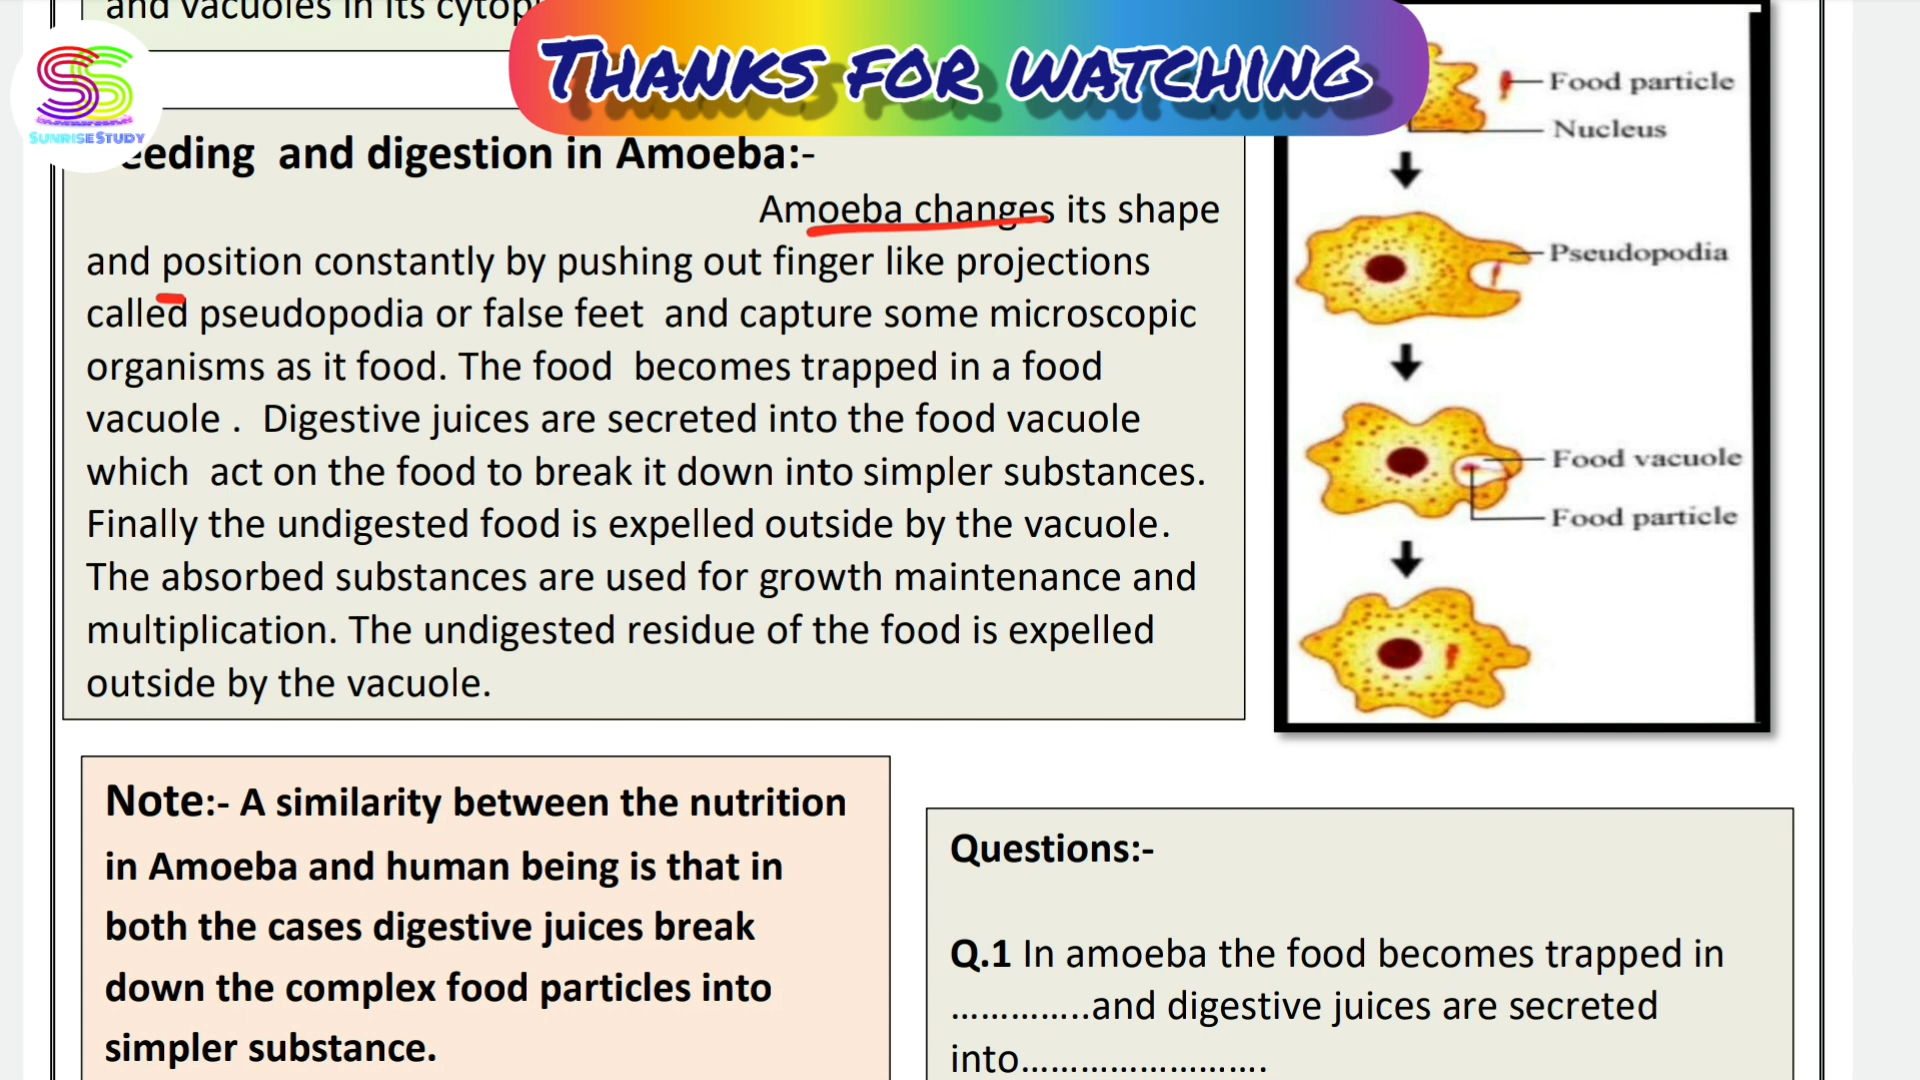 and vacuoles in its
THANKS FOR WATCHING
SUNRISESTUDY
eeding and digestion in Amoeba:-
Amoeba changes its shape
and position constantly by pushing out finger like projections
called pseudopodia or false feet and capture some microscopic
organisms as it food. The food becomes trapped in a food
vacuole . Digestive juices are secreted into the food vacuole
which act on the food to break it down into simpler substances.
Finally the undigested food is expelled outside by the vacuole.
The absorbed substances are used for growth maintenance and
multiplication. The undigested residue of the food is expelled
outside by the vacuole.
Food particle
Nucleus
Pseudopodia
Food vacuole
Food particle
Note:- A similarity between the nutrition
in Amoeba and human being is that in
both the cases digestive juices break
down the complex food particles into
simpler substance.
Questions:-
Q.1 In amoeba the food becomes trapped in
…………..and digestive juices are secreted
into…………………….